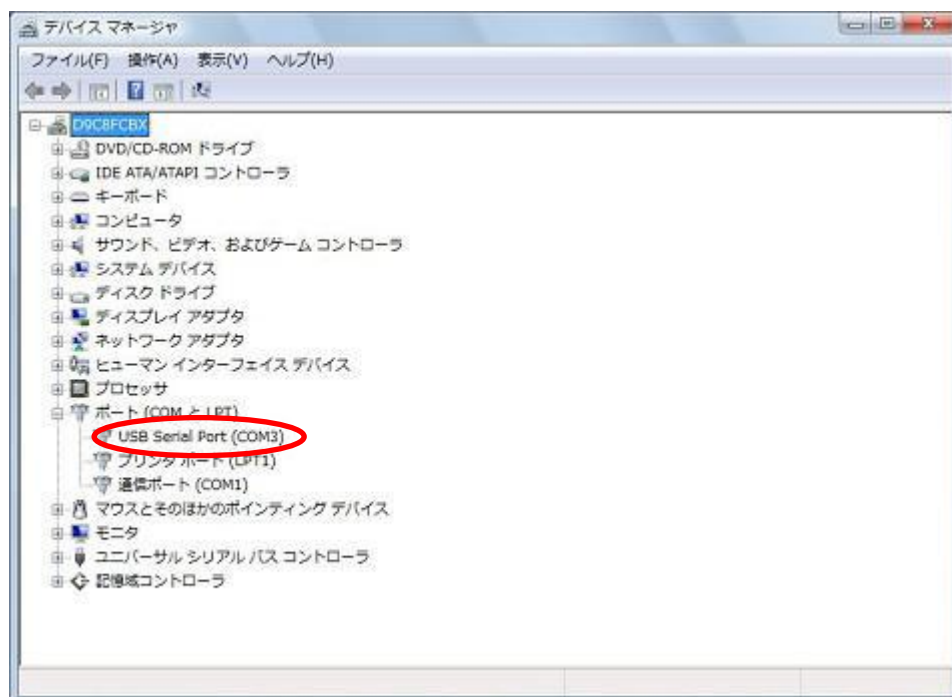 デバイス マネージャ
ファイル(F) 操作(A) 表示(V) ヘルプ(H)
D9C8FCBX
DVD/CD-ROM ドライブ
IDE ATA/ATAPI コントローラ
キーボード
コンピュータ
サウンド、ビデオ、およびゲーム コントローラ
システム デバイス
ディスク ドライブ
ディスプレイ アダプタ
ネットワーク アダプタ
ヒューマン インターフェイス デバイス
プロセッサ
ポート (COM と LPT)
USB Serial Port (COM3)
プリンタ ポート (LPT1)
通信ポート (COM1)
マウスとそのほかのポインティング デバイス
モニタ
ユニバーサル シリアル バス コントローラ
記憶域コントローラ